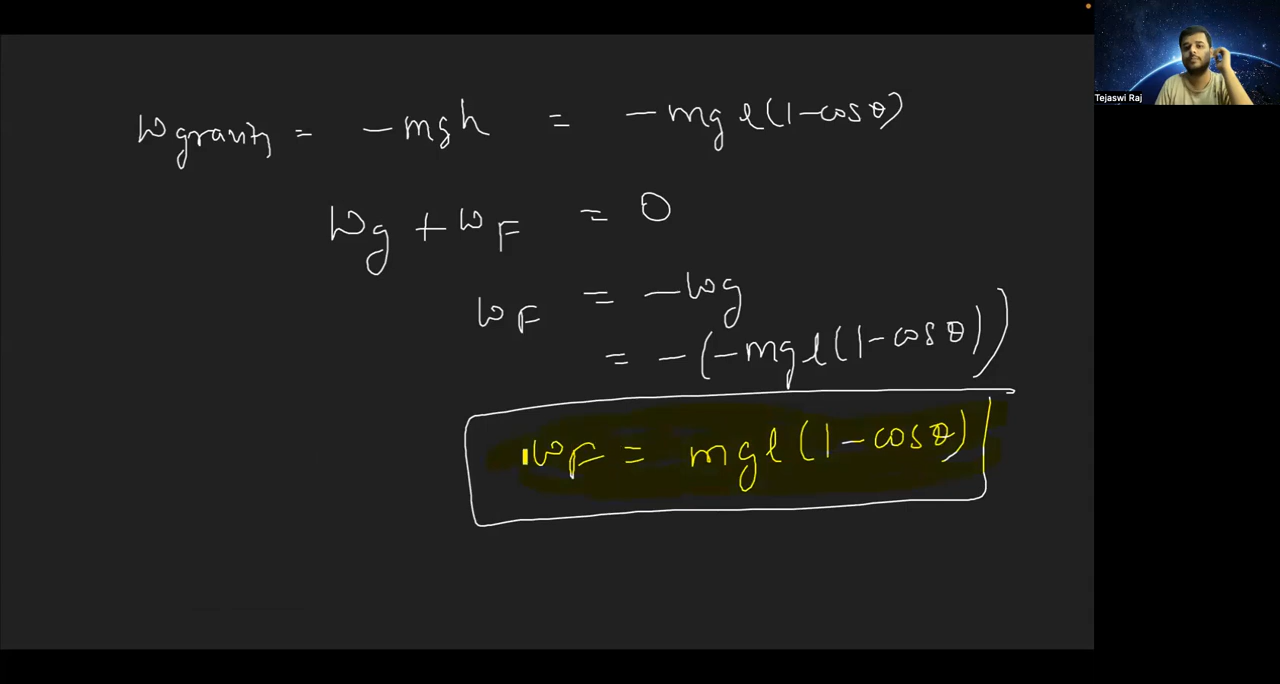 Wgravity = -mgh = -mgl(1-cosθ)
Wg + WF = 0
WF = -Wg
= -(-mgl(1-cosθ))
WF = mgl(1-cosθ)
Tejaswi Raj